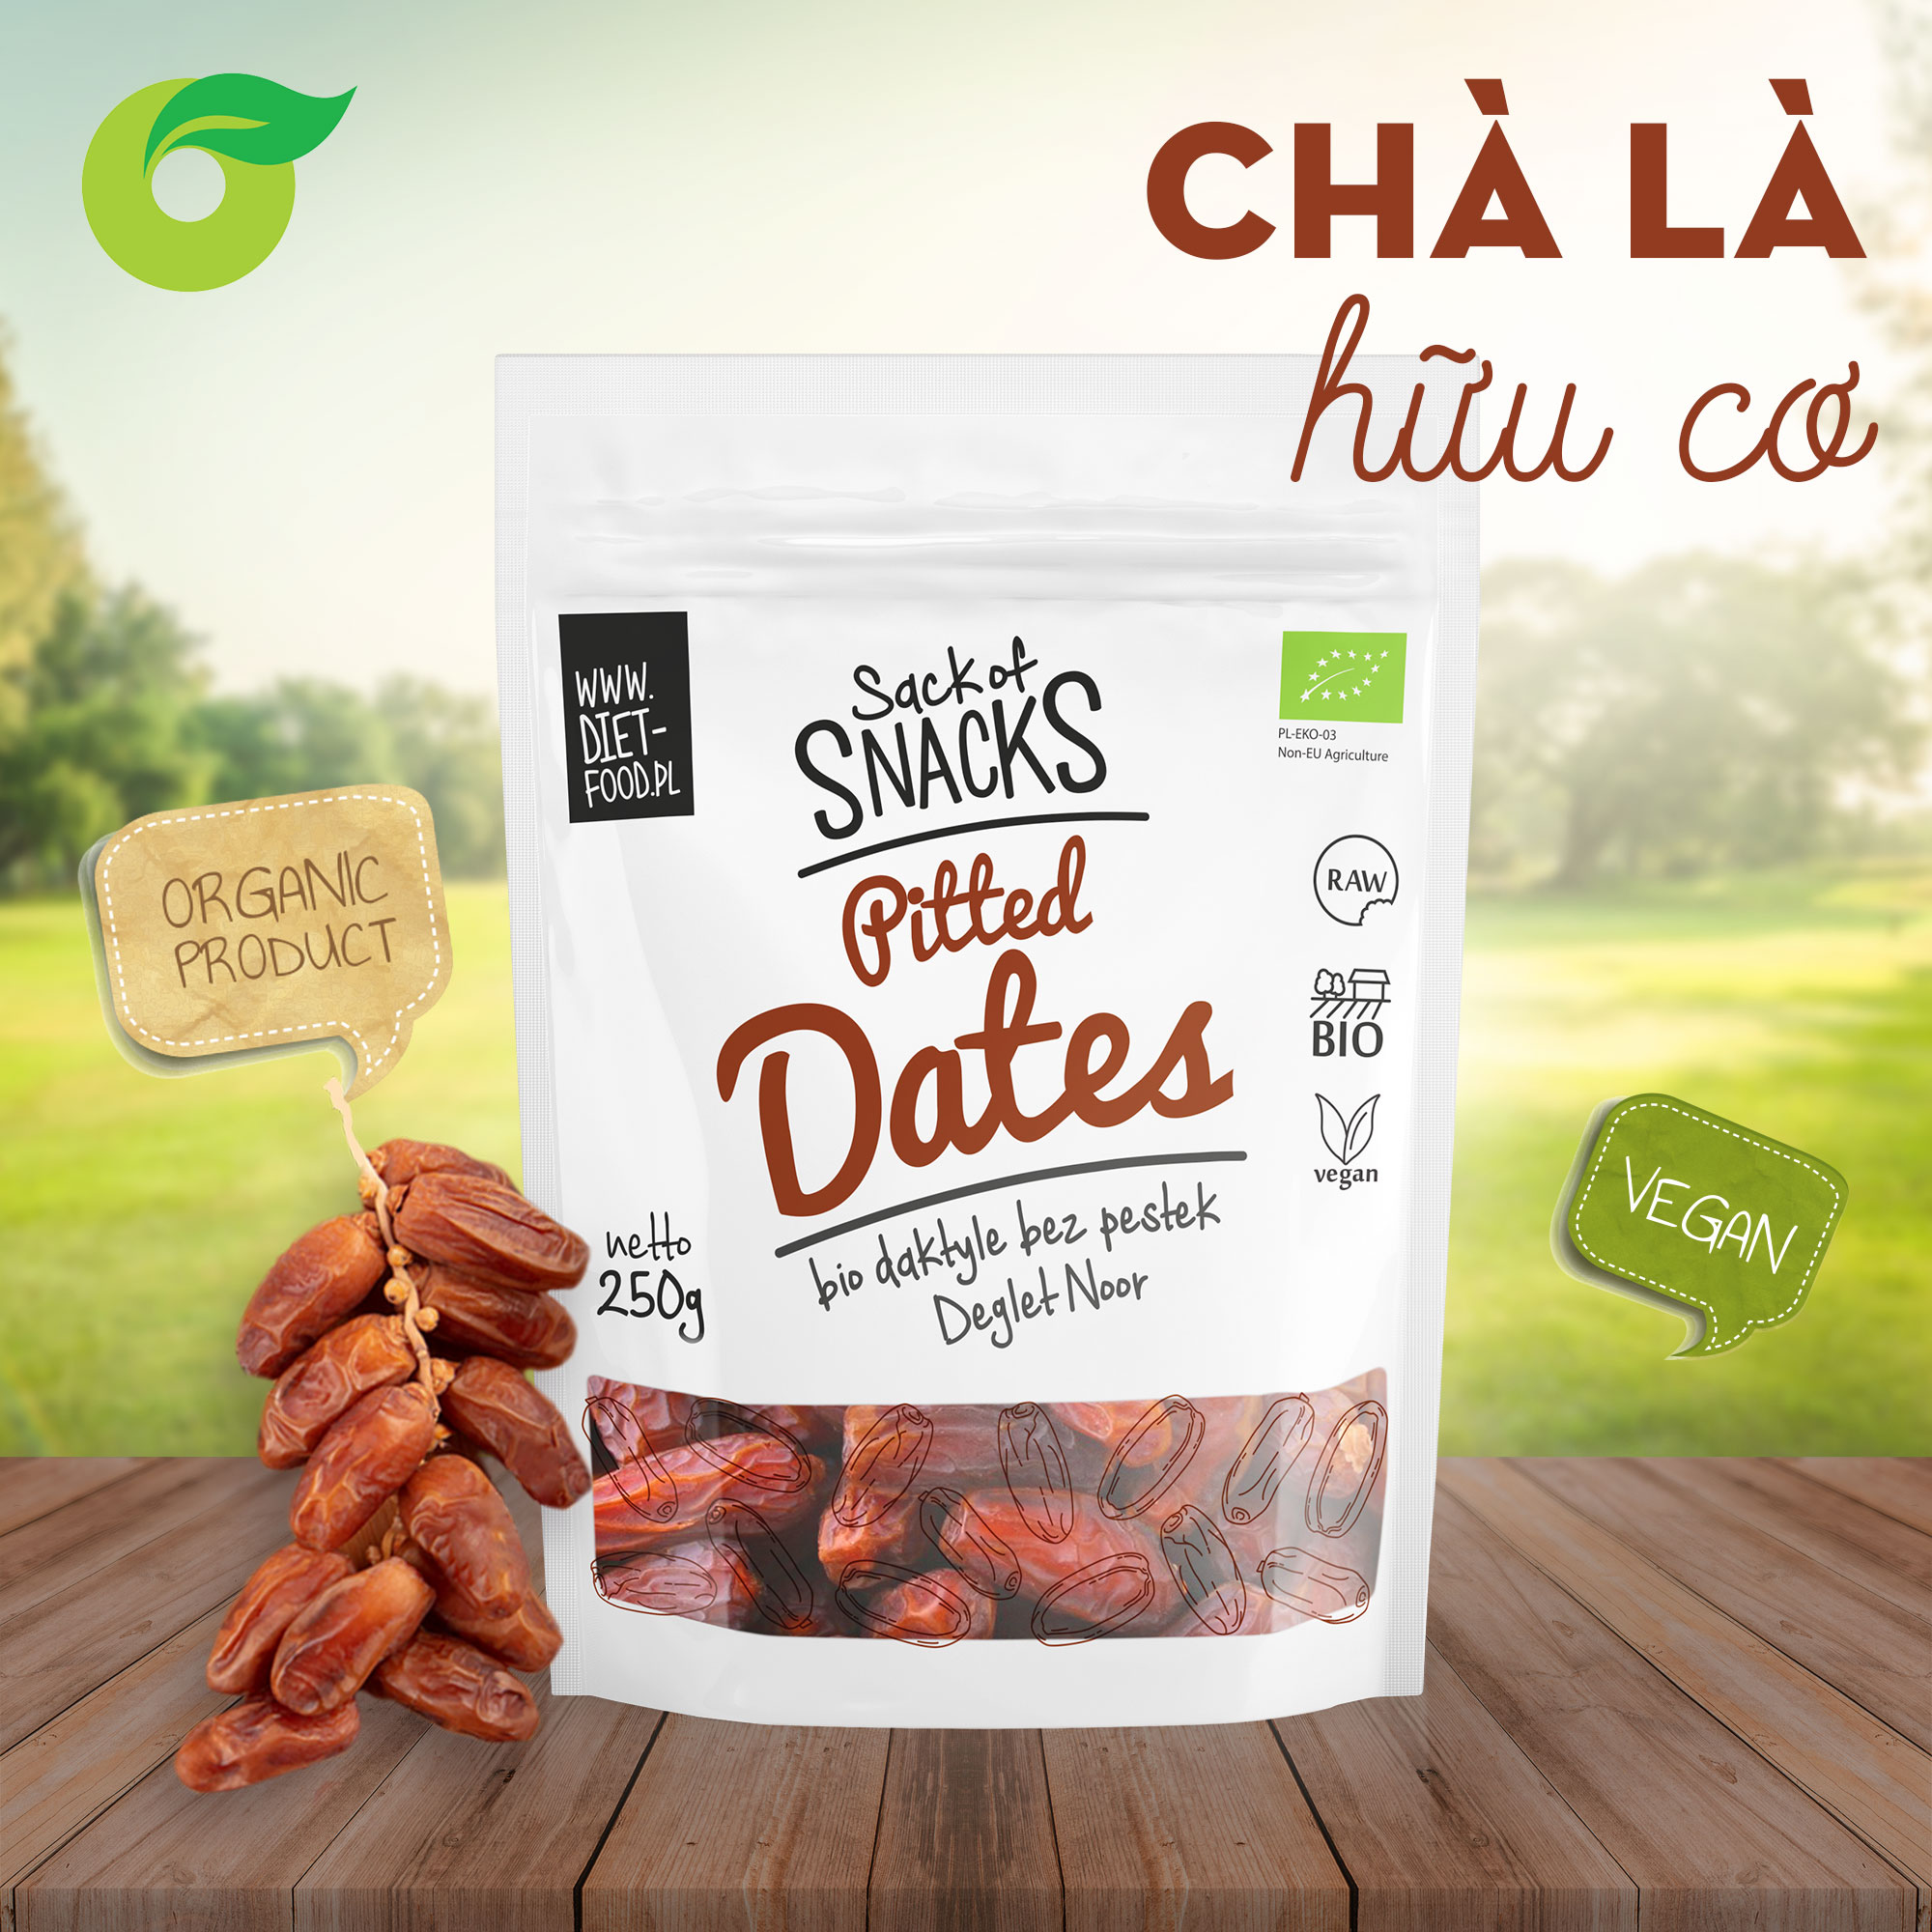 CHÀ LÀ
hữu cơ
WWW.
DIET-
FOOD.PL
Sack of
SNACKS
Pitted
Dates
bio daktyle bez pestek
Deglet Noor
netto
250g
PL-EKO-03
Non-EU Agriculture
RAW
BIO
vegan
ORGANIC
PRODUCT
VEGAN